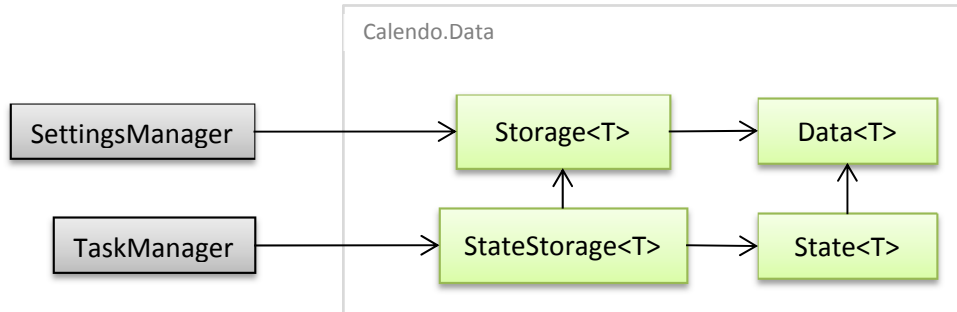 Calendo.Data
SettingsManager
Storage<T>
Data<T>
TaskManager
StateStorage<T>
State<T>